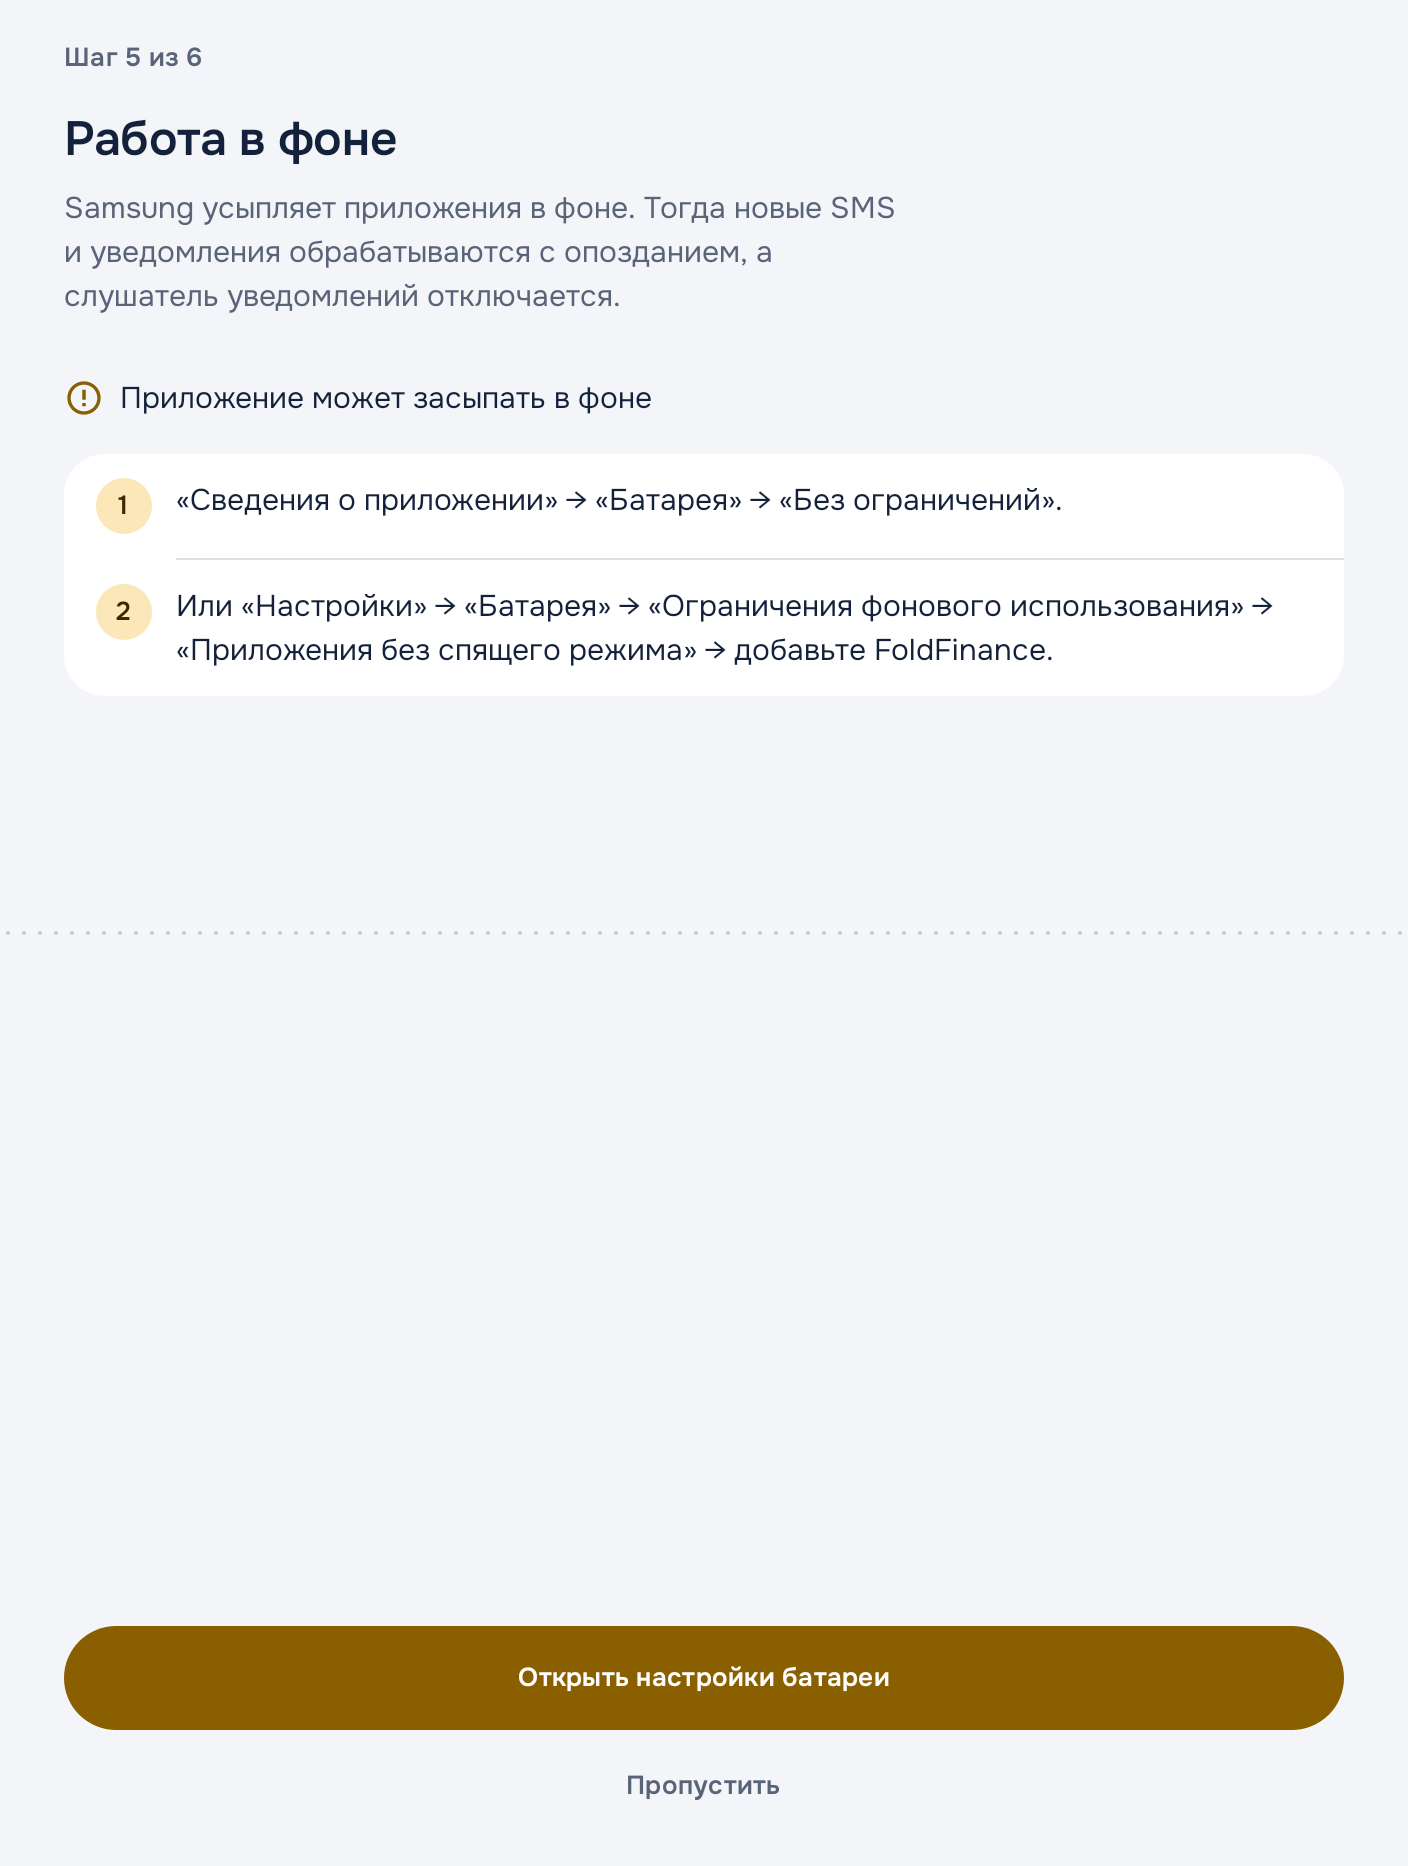 Шаг 5 из 6
Работа в фоне
Samsung усыпляет приложения в фоне. Тогда новые SMS
и уведомления обрабатываются с опозданием, а
слушатель уведомлений отключается.
Приложение может засыпать в фоне
1 «Сведения о приложении» → «Батарея» → «Без ограничений».
2 Или «Настройки» → «Батарея» → «Ограничения фонового использования» →
«Приложения без спящего режима» → добавьте FoldFinance.
Открыть настройки батареи
Пропустить